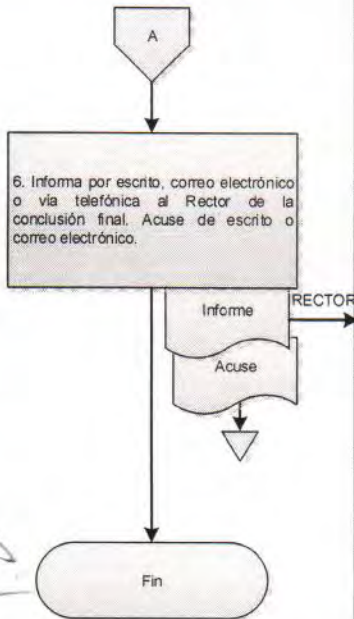 A
6. Informa por escrito, correo electrónico
o vía telefónica al Rector de la
conclusión final. Acuse de escrito o
correo electrónico.
Informe
RECTOR
Acuse
Fin